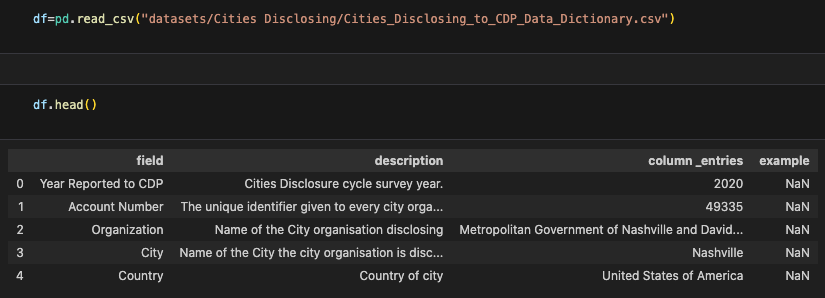 df=pd.read_csv("datasets/Cities Disclosing/Cities_Disclosing_to_CDP_Data_Dictionary.csv")
df.head()
field description column _entries example
0 Year Reported to CDP Cities Disclosure cycle survey year. 2020 NaN
1 Account Number The unique identifier given to every city orga... 49335 NaN
2 Organization Name of the City organisation disclosing Metropolitan Government of Nashville and David... NaN
3 City Name of the City the city organisation is disc... Nashville NaN
4 Country Country of city United States of America NaN